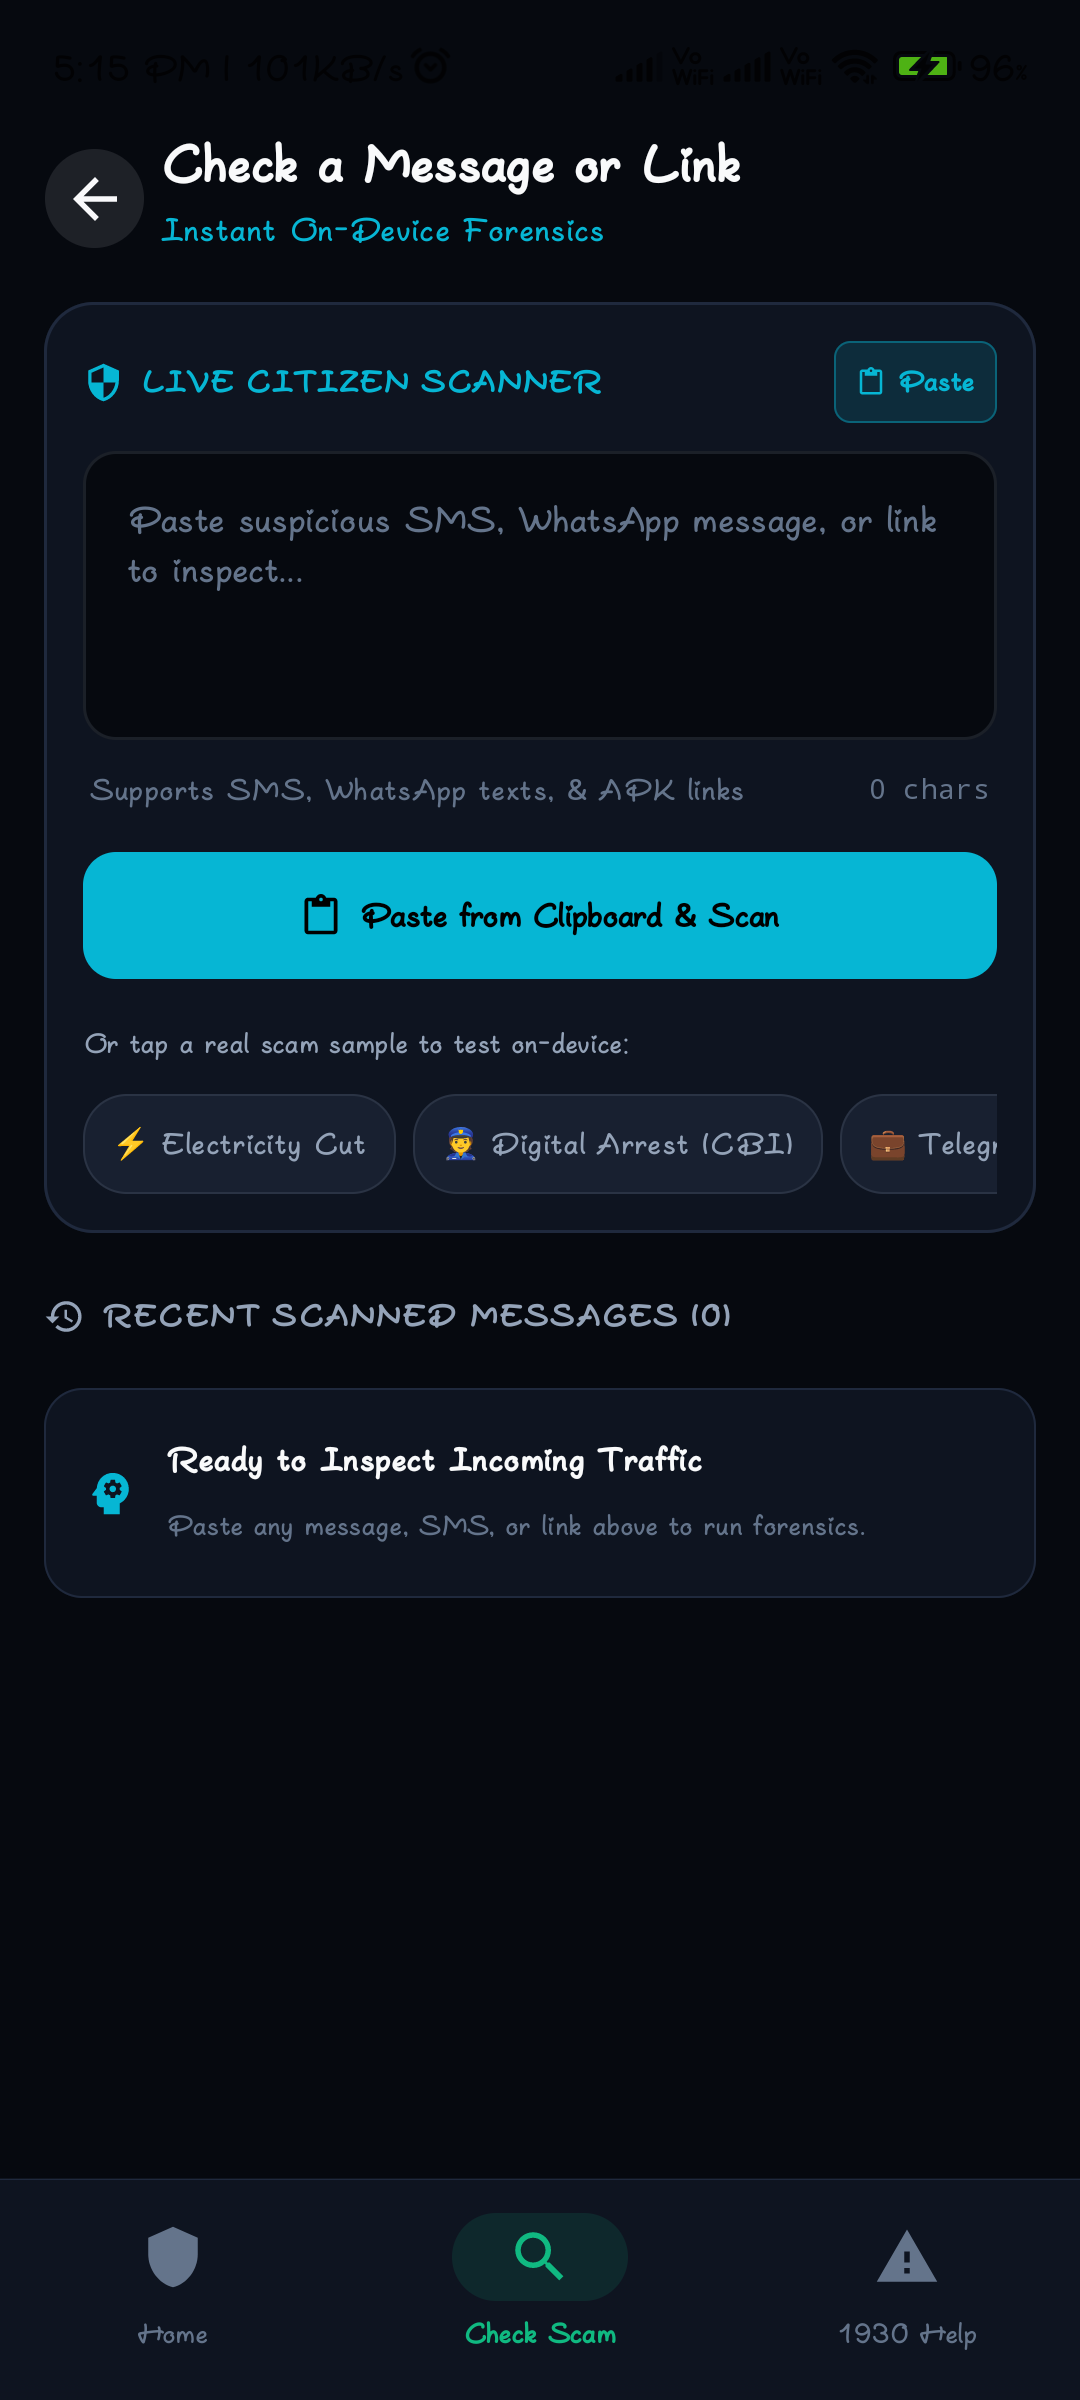 5:15 PM | 101KB/s
Vo WiFi Vo WiFi 96%
Check a Message or Link
Instant On-Device Forensics
LIVE CITIZEN SCANNER
Paste
Paste suspicious SMS, WhatsApp message, or link
to inspect...
Supports SMS, WhatsApp texts, & APK links
0 chars
Paste from Clipboard & Scan
Or tap a real scam sample to test on-device:
⚡ Electricity Cut
👮 Digital Arrest (CBI)
💼 Telegr
RECENT SCANNED MESSAGES (0)
Ready to Inspect Incoming Traffic
Paste any message, SMS, or link above to run forensics.
Home
Check Scam
1930 Help